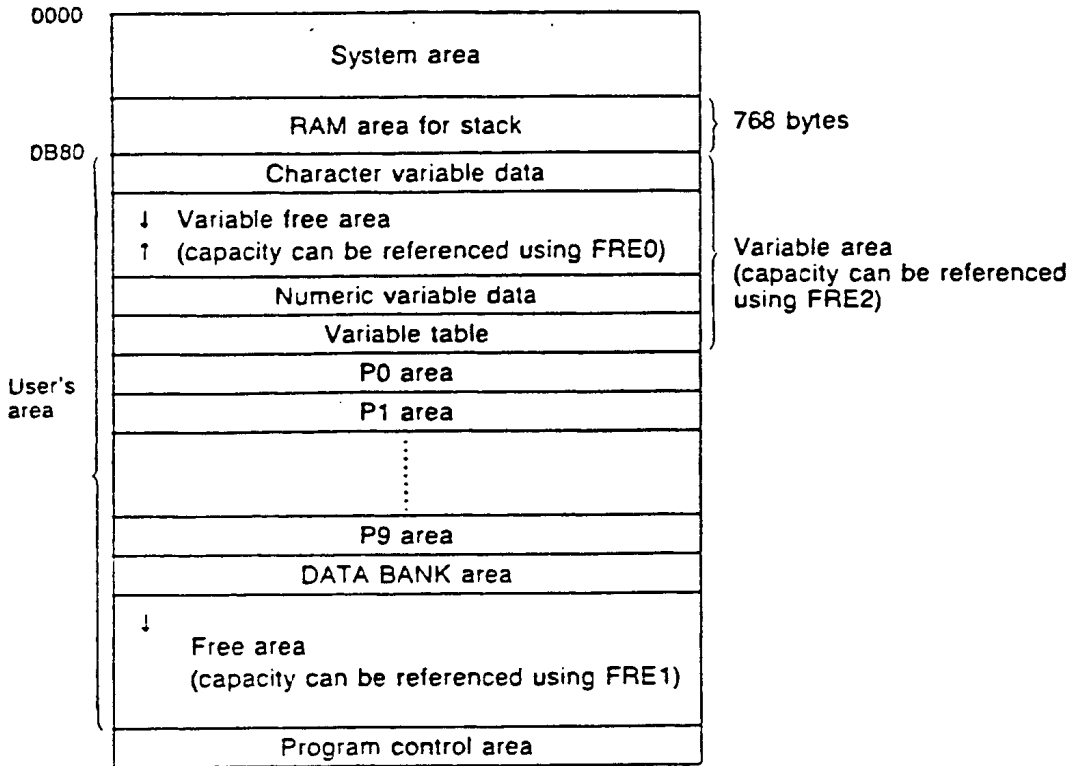 0000
System area
RAM area for stack
768 bytes
0B80
Character variable data
↓ Variable free area
↑ (capacity can be referenced using FRE0)
Variable area
(capacity can be referenced
using FRE2)
Numeric variable data
Variable table
User's
area
P0 area
P1 area
P9 area
DATA BANK area
↓
Free area
(capacity can be referenced using FRE1)
Program control area